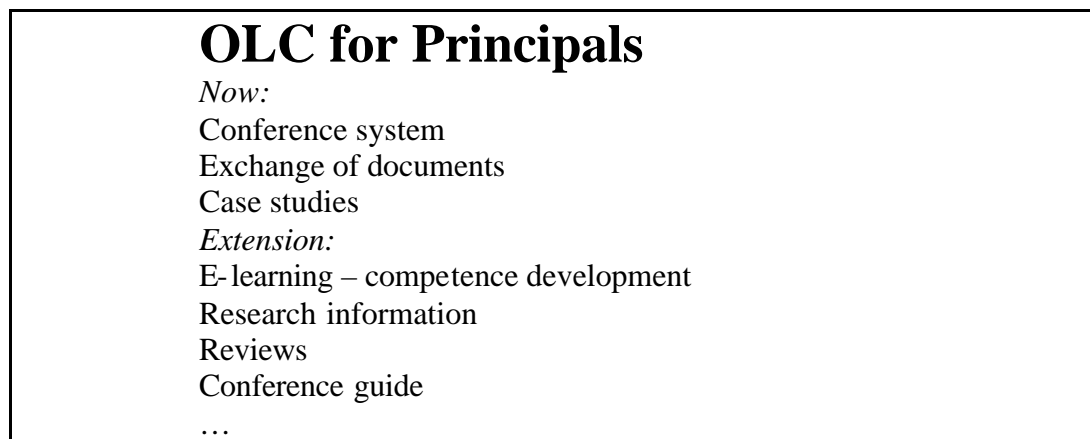 OLC for Principals
Now:
Conference system
Exchange of documents
Case studies
Extension:
E-learning – competence development
Research information
Reviews
Conference guide
…